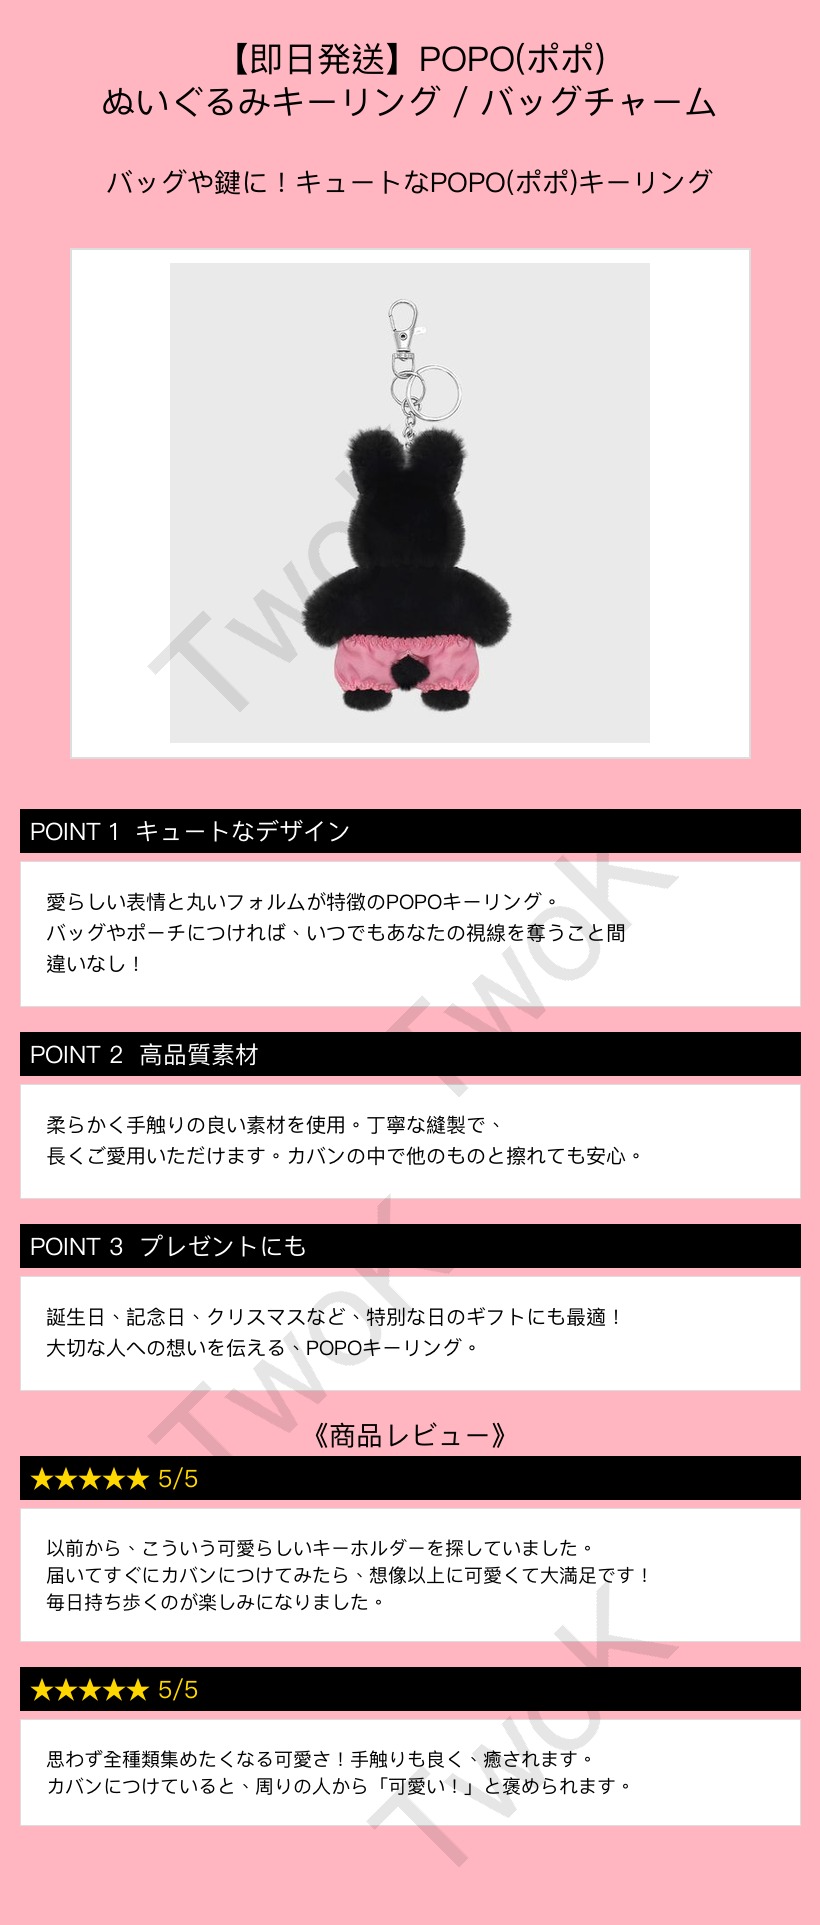 【即日発送】POPO(ポポ)
ぬいぐるみキーリング / バッグチャーム
バッグや鍵に！キュートなPOPO(ポポ)キーリング
TwoK
POINT 1 キュートなデザイン
愛らしい表情と丸いフォルムが特徴のPOPOキーリング。
バッグやポーチにつければ、いつでもあなたの視線を奪うこと間
違いなし！
TwoK
POINT 2 高品質素材
柔らかく手触りの良い素材を使用。丁寧な縫製で、
長くご愛用いただけます。カバンの中で他のものと擦れても安心。
POINT 3 プレゼントにも
誕生日、記念日、クリスマスなど、特別な日のギフトにも最適！
大切な人への想いを伝える、POPOキーリング。
TwoK
《商品レビュー》
★★★★★ 5/5
以前から、こういう可愛らしいキーホルダーを探していました。
届いてすぐにカバンにつけてみたら、想像以上に可愛くて大満足です！
毎日持ち歩くのが楽しみになりました。
★★★★★ 5/5
思わず全種類集めたくなる可愛さ！手触りも良く、癒されます。
カバンにつけていると、周りの人から「可愛い！」と褒められます。
TwoK